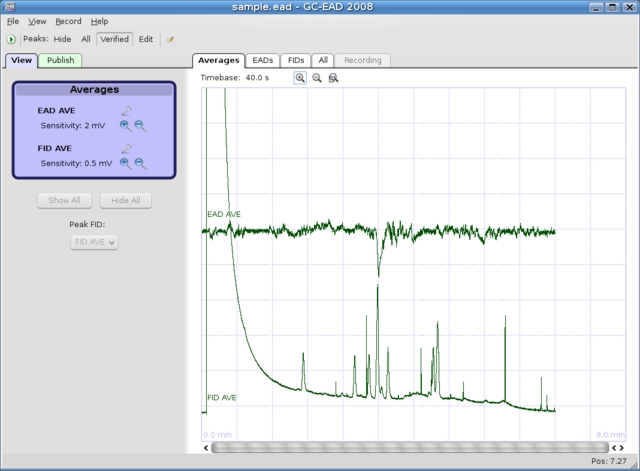 sample.ead - GC-EAD 2008
File View Record Help
Peaks: Hide All Verified Edit
View Publish
Averages EADs FIDs All Recording
Timebase: 40.0 s
Averages
EAD AVE
Sensitivity: 2 mV
FID AVE
Sensitivity: 0.5 mV
Show All Hide All
Peak FID:
FID AVE
EAD AVE
FID AVE
0.0 min 8.0 min
Pos: 7.27